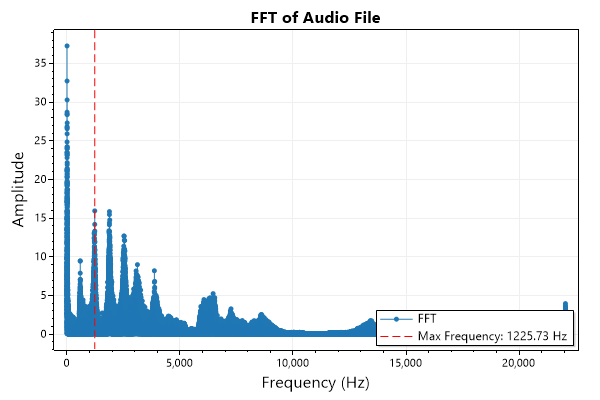 FFT of Audio File
Amplitude
35
30
25
20
15
10
5
0
FFT
Max Frequency: 1225.73 Hz
0
5,000
10,000
15,000
20,000
Frequency (Hz)